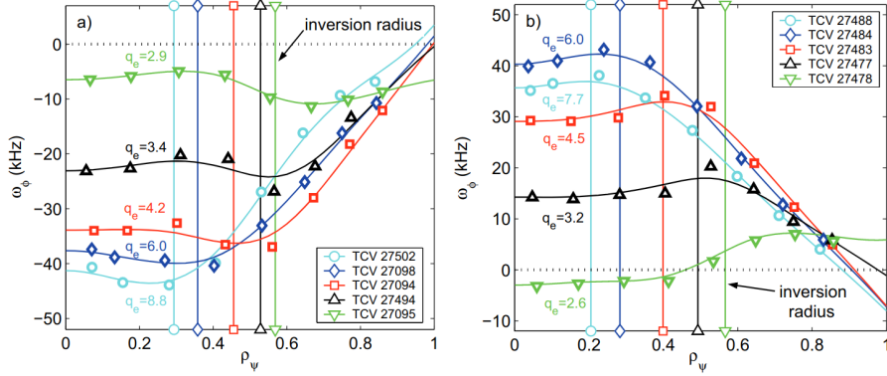 a)
inversion radius
q_e=2.9
q_e=3.4
q_e=4.2
q_e=6.0
q_e=8.8
TCV 27502
TCV 27098
TCV 27094
TCV 27494
TCV 27095
0
−10
−20
−30
−40
−50
ω_ϕ (kHz)
0 0.2 0.4 0.6 0.8 1
ρ_ψ
b)
q_e=6.0
q_e=7.7
q_e=4.5
q_e=3.2
q_e=2.6
TCV 27488
TCV 27484
TCV 27483
TCV 27477
TCV 27478
inversion
radius
50
40
30
20
10
0
−10
ω_ϕ (kHz)
0 0.2 0.4 0.6 0.8 1
ρ_ψ